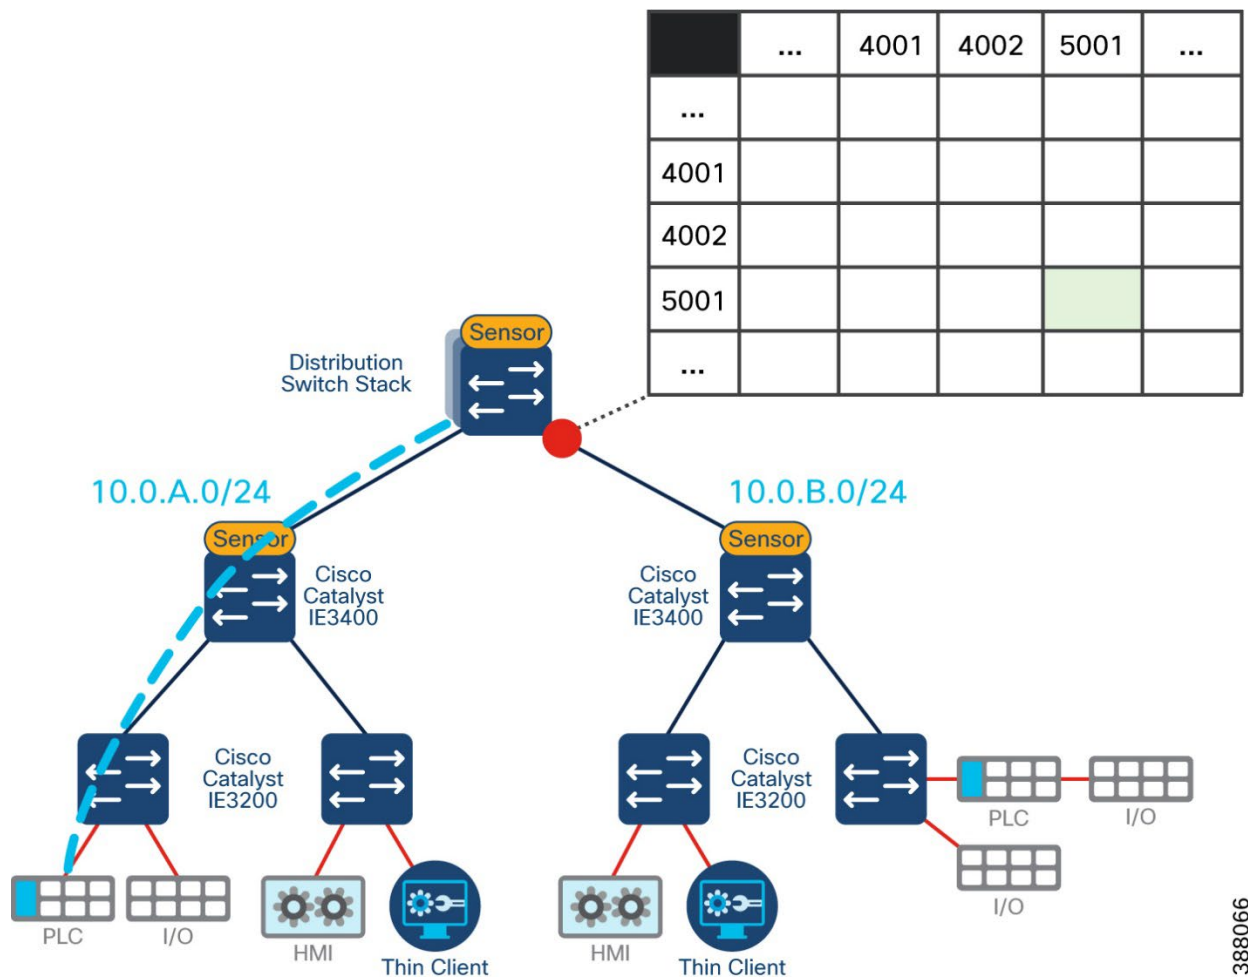 ... 4001 4002 5001 ...
...
4001
4002
5001
...
Sensor
Distribution
Switch Stack
10.0.A.0/24
10.0.B.0/24
Sensor
Sensor
Cisco
Catalyst
IE3400
Cisco
Catalyst
IE3400
Cisco
Catalyst
IE3200
Cisco
Catalyst
IE3200
PLC
I/O
I/O
PLC
I/O
HMI
Thin Client
HMI
Thin Client
388066